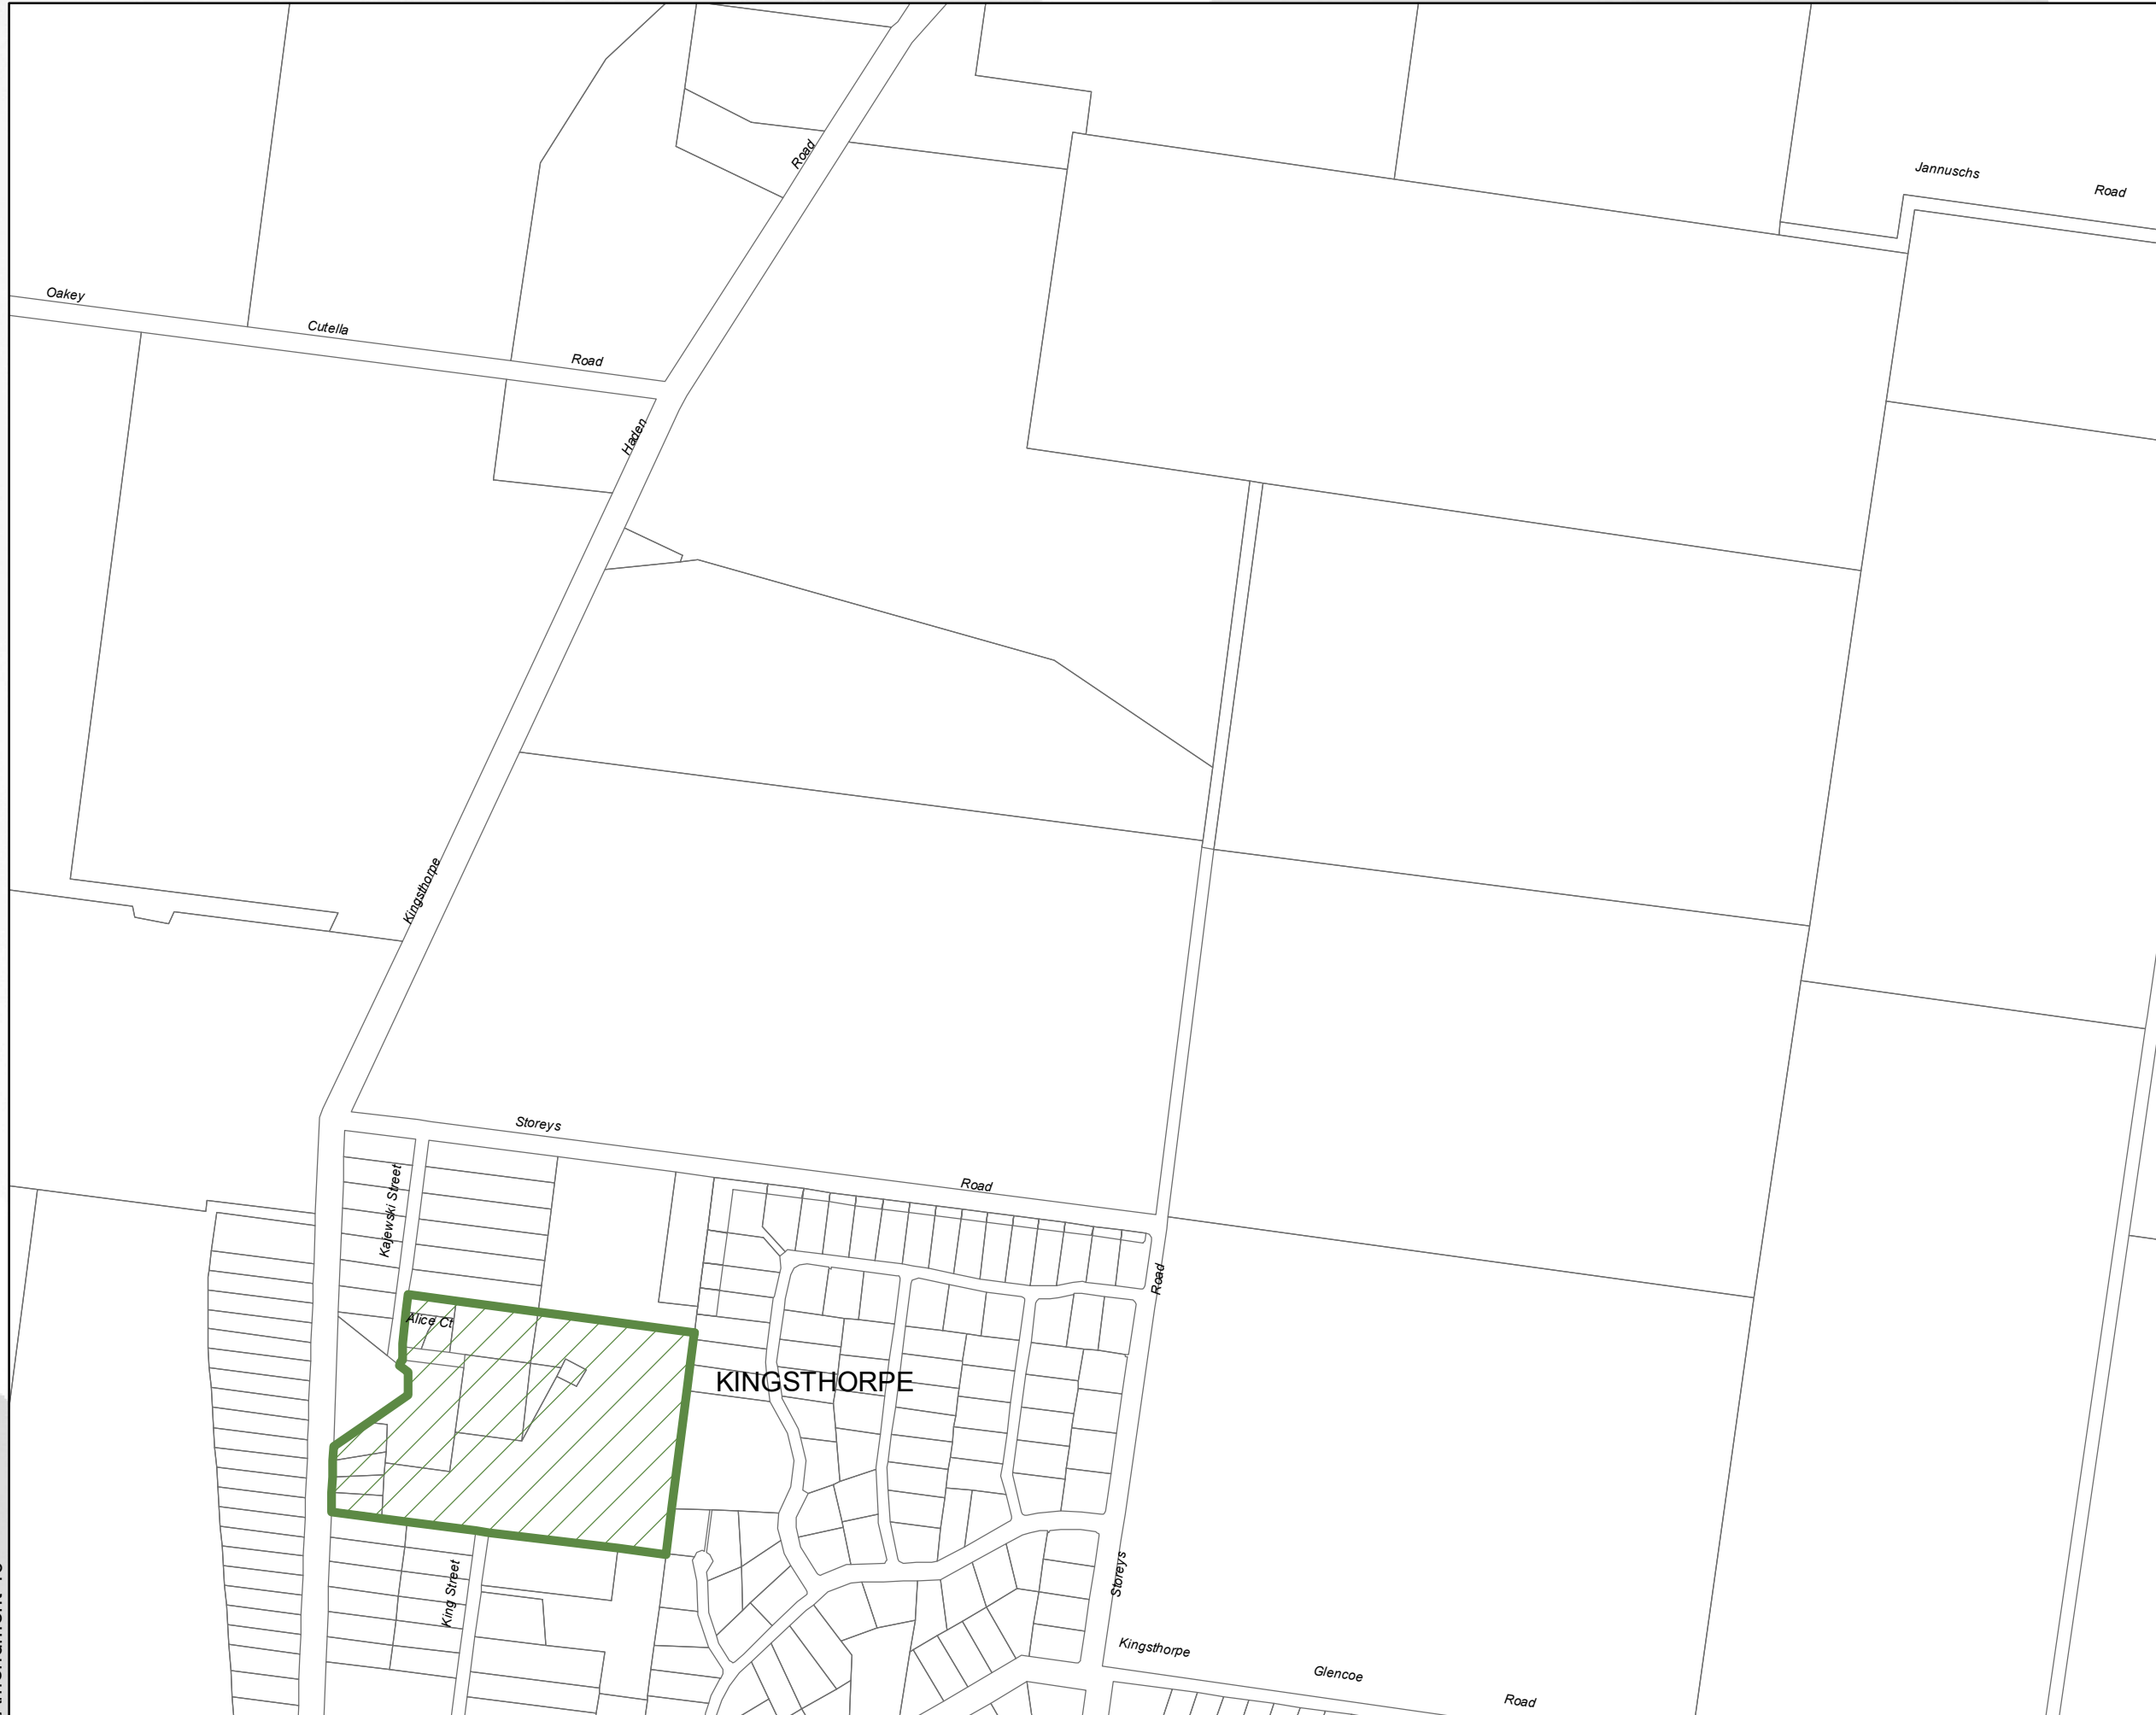 Jannuschs
Road
Road
Oakey
Cutella
Road
Haden
Kingsthorpe
Storeys
Road
Kajewski Street
Road
Alice Ct
KINGSTHORPE
King Street
Storeys
Kingsthorpe
Glencoe
Road